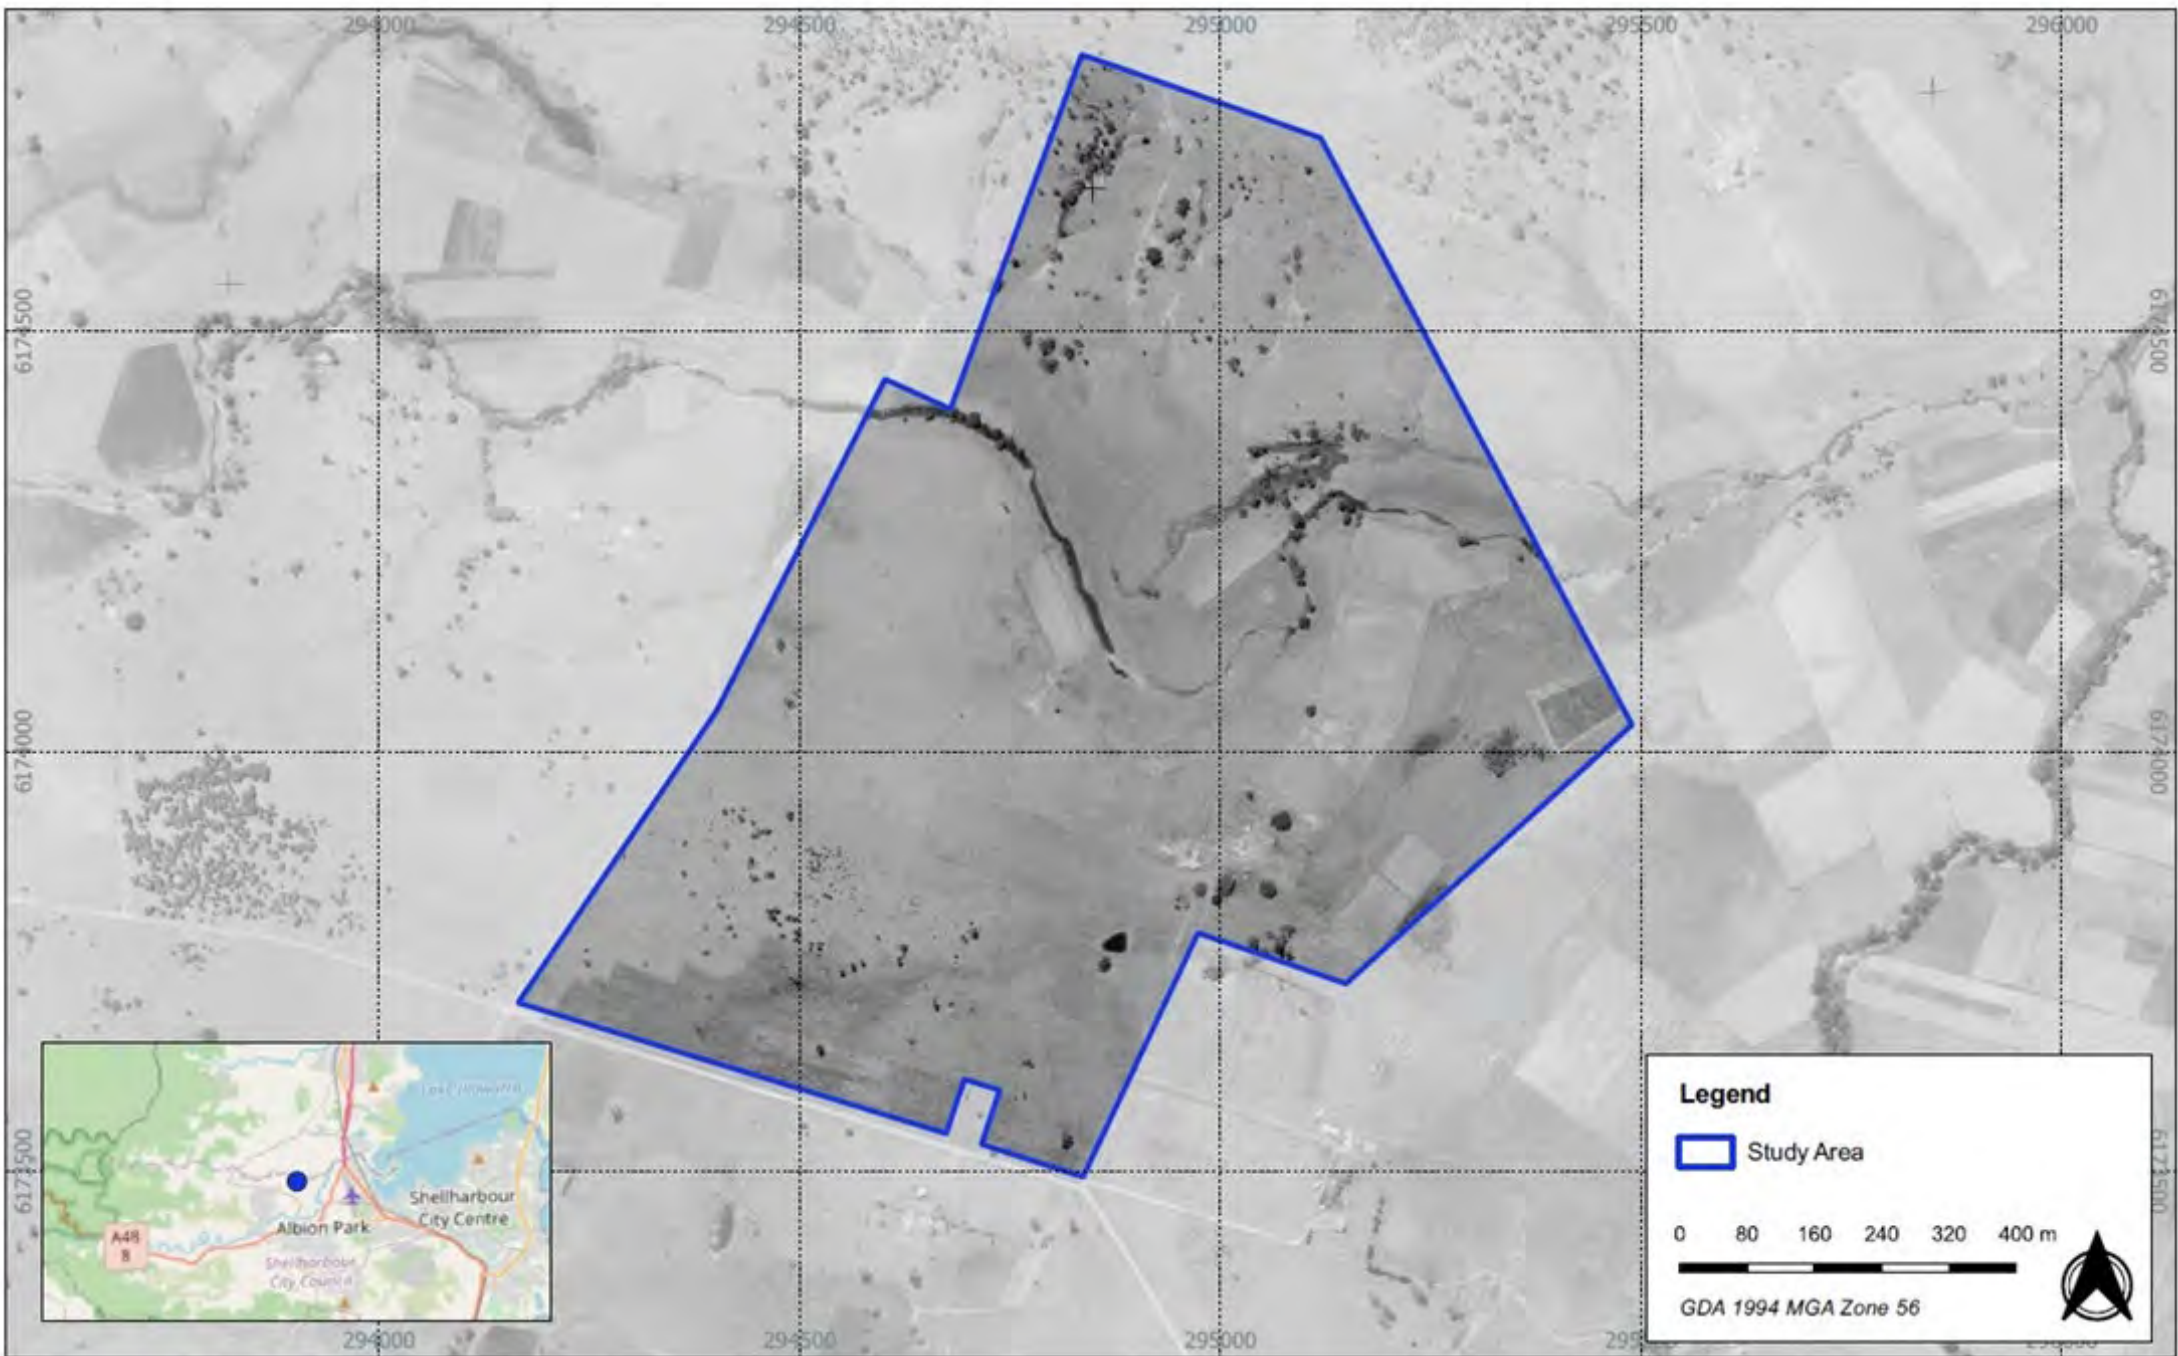 294000 294500 295000 295500 296000
6174500 6174500
6174000 6174000
6173500 6173500
Lake Illawarra
Shellharbour
City Centre
Albion Park
A48
B
Shellharbour
City Council
Legend
Study Area
0 80 160 240 320 400 m
GDA 1994 MGA Zone 56
294000 294500 295000